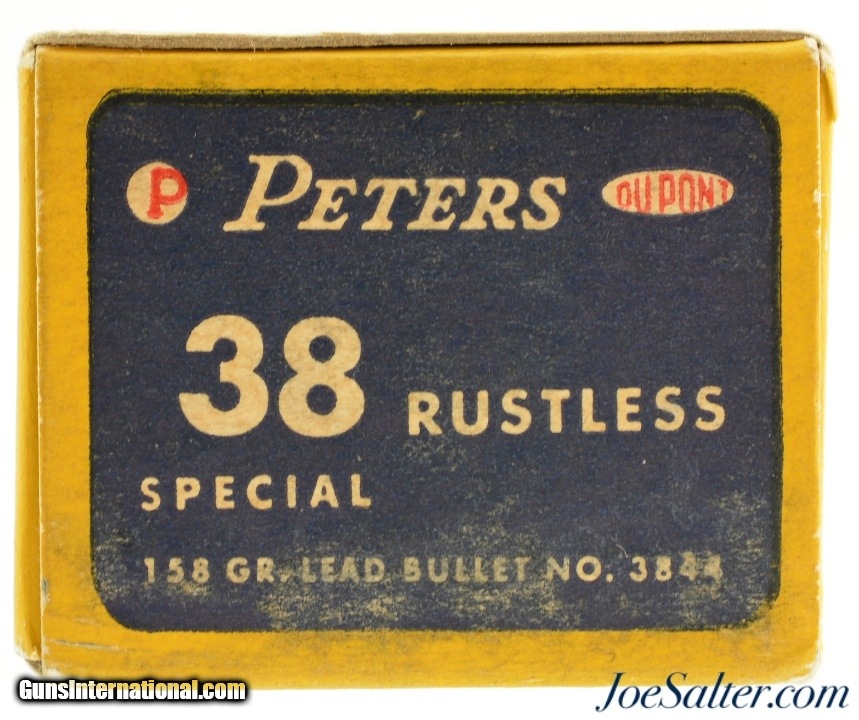 P PETERS DU PONT
38 RUSTLESS
SPECIAL
158 GR. LEAD BULLET NO. 3844
GunsInternational.com
JoeSalter.com